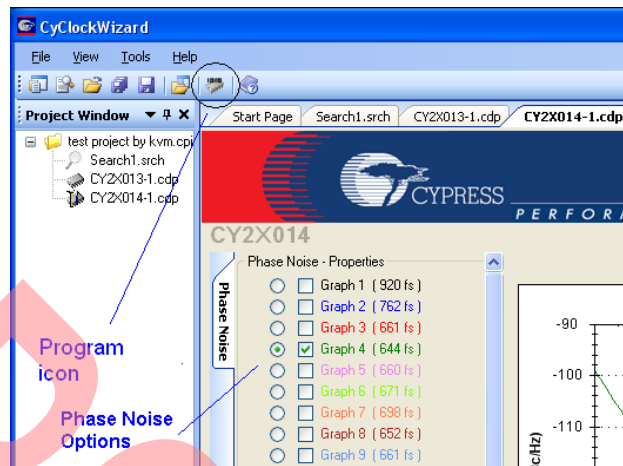 CyClockWizard
File View Tools Help
Project Window
test project by kvm.cpj
Search1.srch
CY2X013-1.cdp
CY2X014-1.cdp
Start Page Search1.srch CY2X013-1.cdp CY2X014-1.cdp
CYPRESS
PERFORA
CY2X014
Phase Noise - Properties
Phase Noise
Graph 1 ( 920 fs )
Graph 2 ( 762 fs )
Graph 3 ( 661 fs )
Graph 4 ( 644 fs )
Graph 5 ( 660 fs )
Graph 6 ( 671 fs )
Graph 7 ( 698 fs )
Graph 8 ( 652 fs )
Graph 9 ( 661 fs )
-90
-100
-110
c/Hz)
Program
icon
Phase Noise
Options